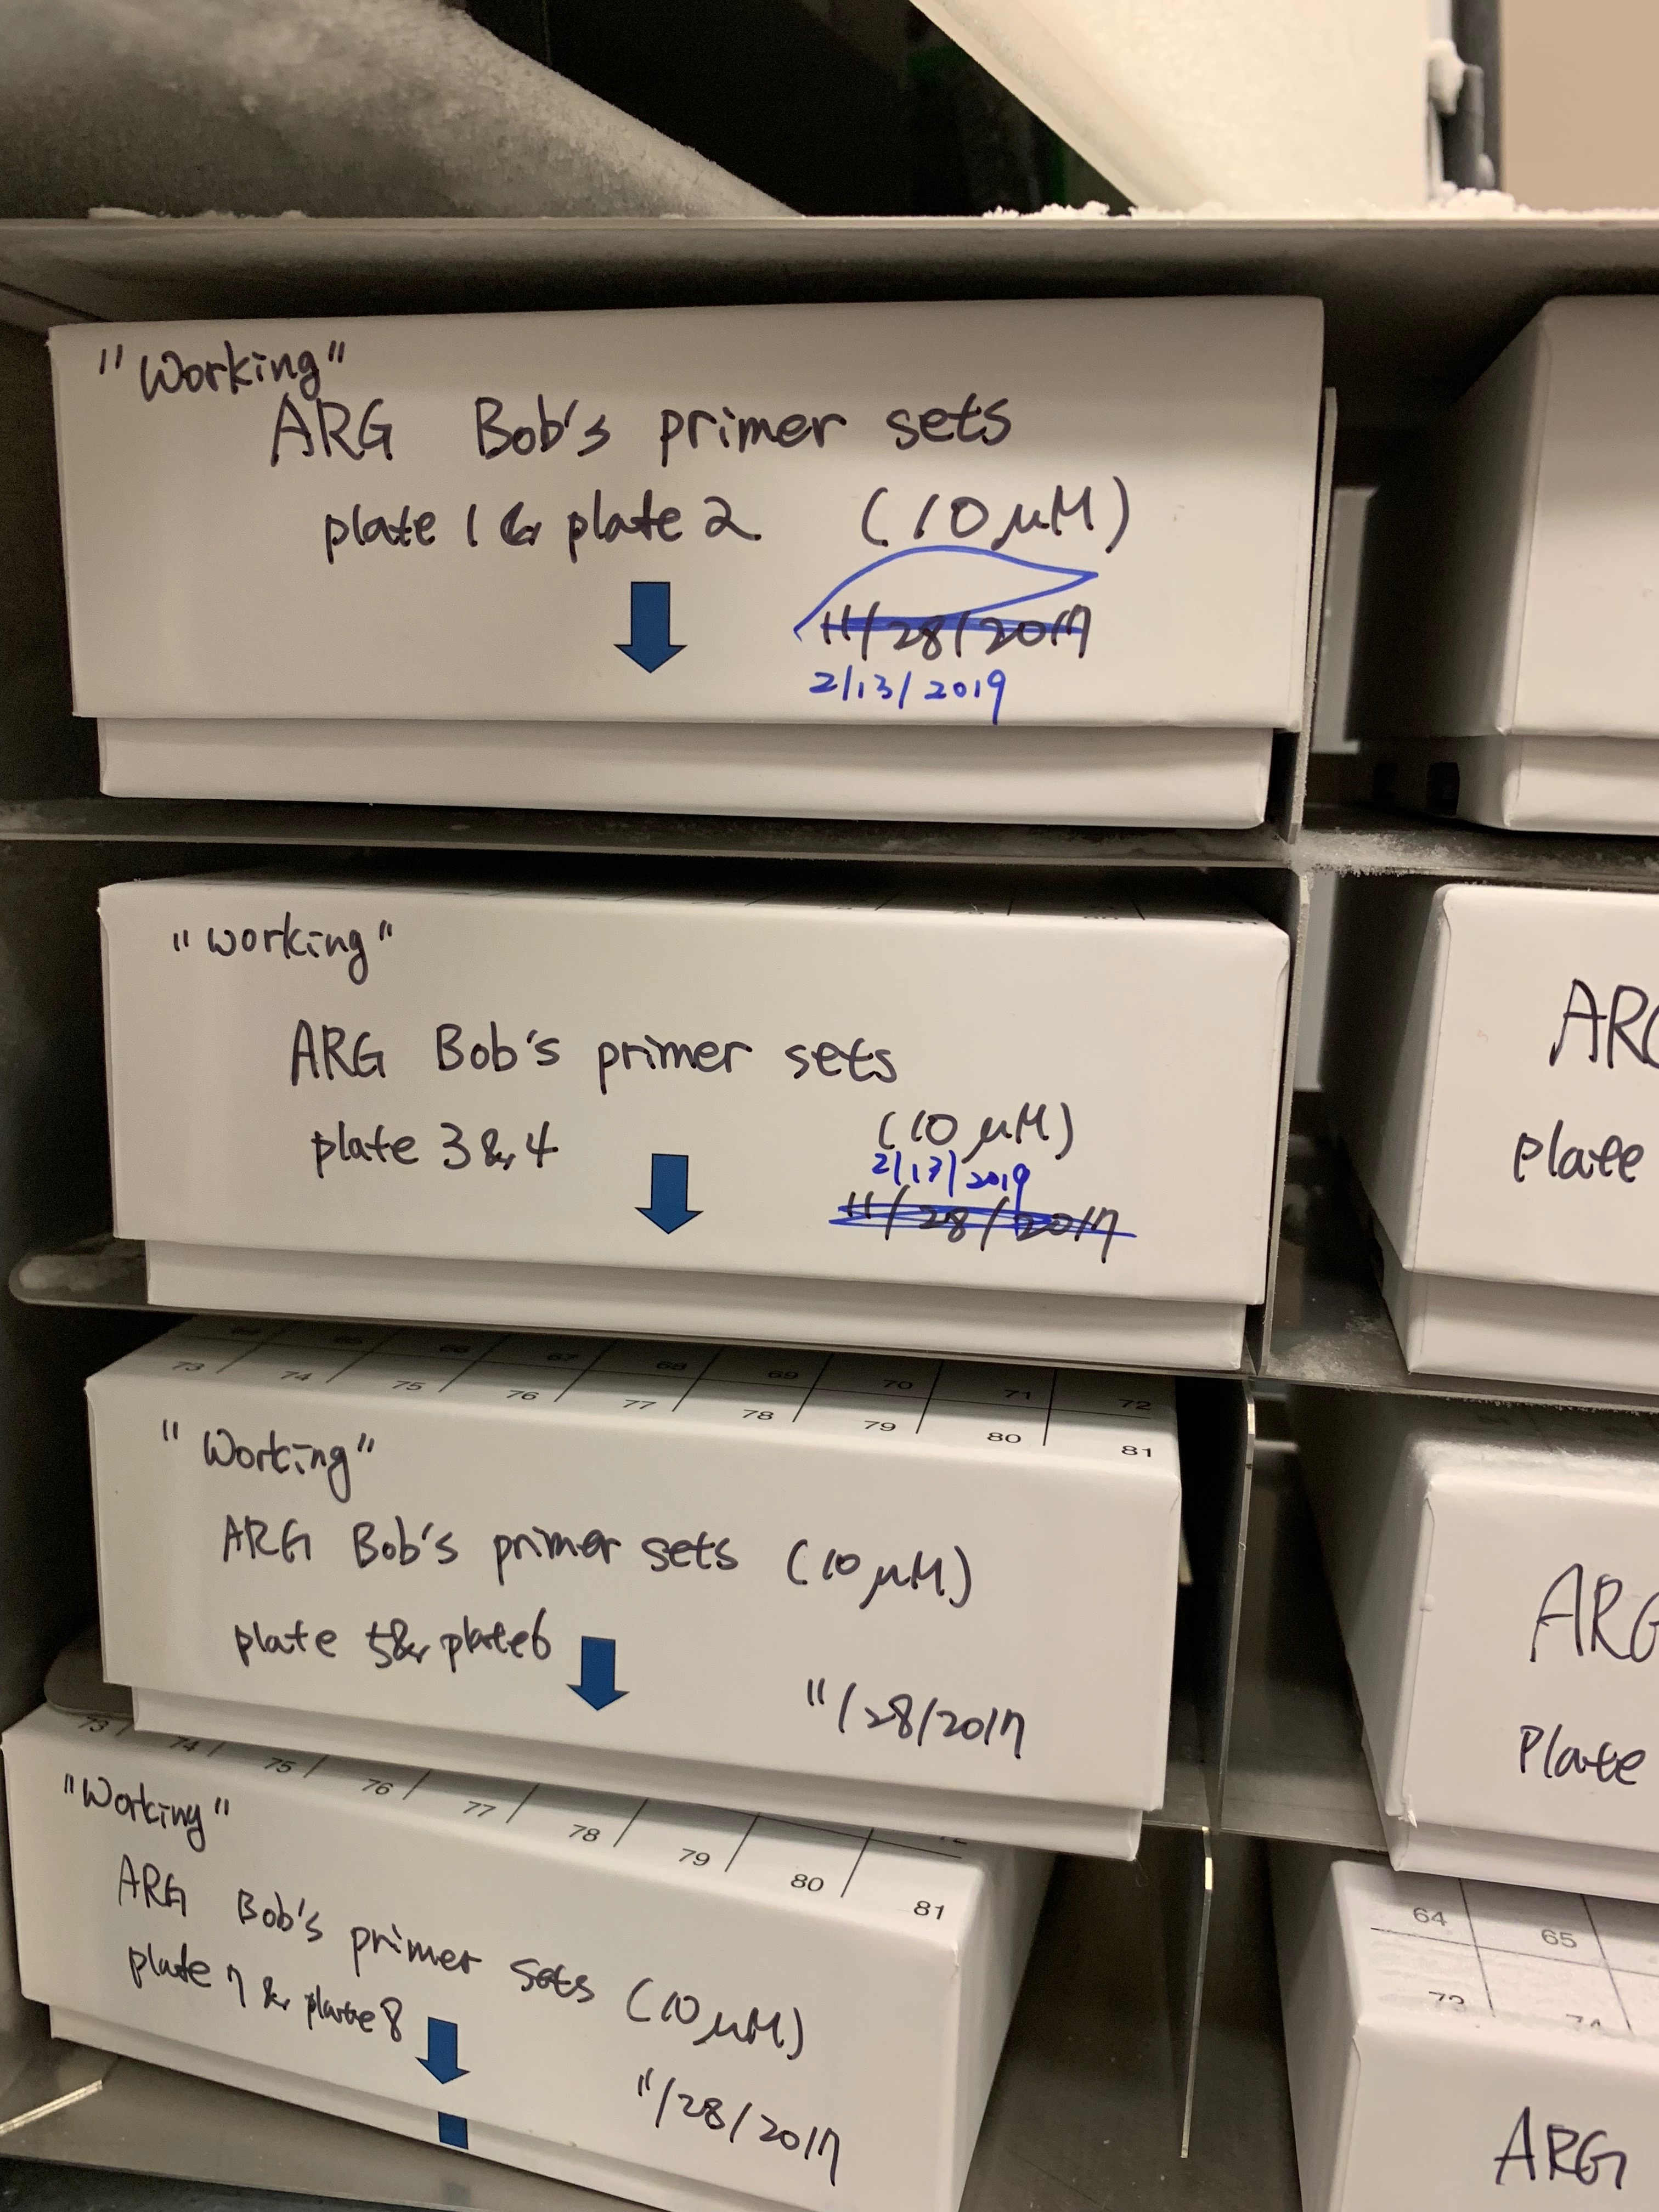 "Working"
ARG Bob's primer sets
plate 1 & plate 2 (10 µM)
11/28/2017
2/13/2019
"working"
ARG Bob's primer sets
plate 3 & 4 (10 µM)
2/13/2019
11/28/2017
64 65 66 67 68 69 70 71 72
73 74 75 76 77 78 79 80 81
"Working"
ARG Bob's primer sets (10 µM)
plate 5 & plate 6
11/28/2017
72
73 74 75 76 77 78 79 80 81
"Working"
ARG Bob's primer sets (10 µM)
plate 7 & plate 8
11/28/2017
plate
ARG
Plate
64 65
73 74
ARG